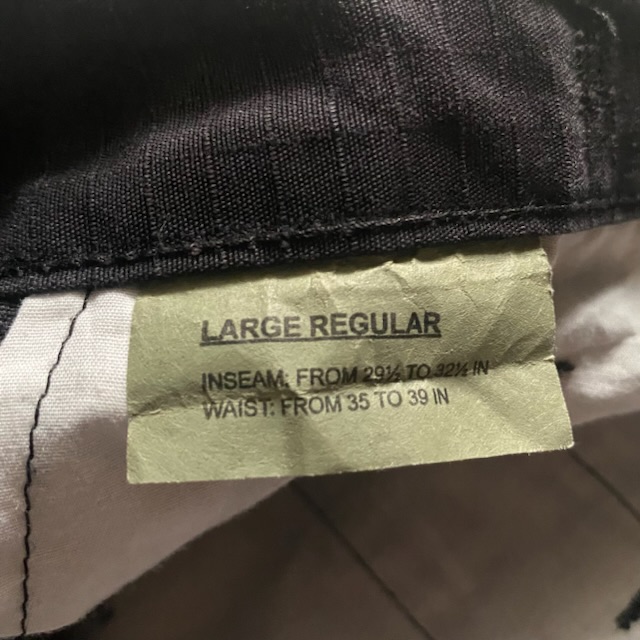 LARGE REGULAR
INSEAM: FROM 29½ TO 32½ IN
WAIST: FROM 35 TO 39 IN